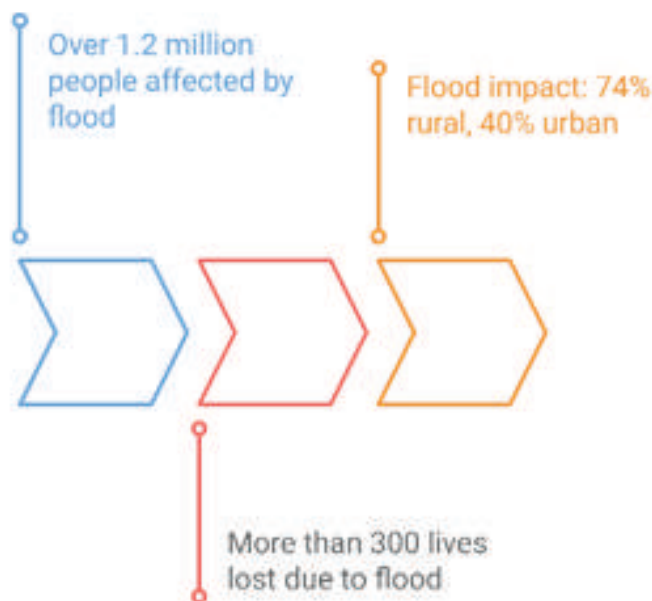 Over 1.2 million
people affected by
flood
Flood impact: 74%
rural, 40% urban
More than 300 lives
lost due to flood